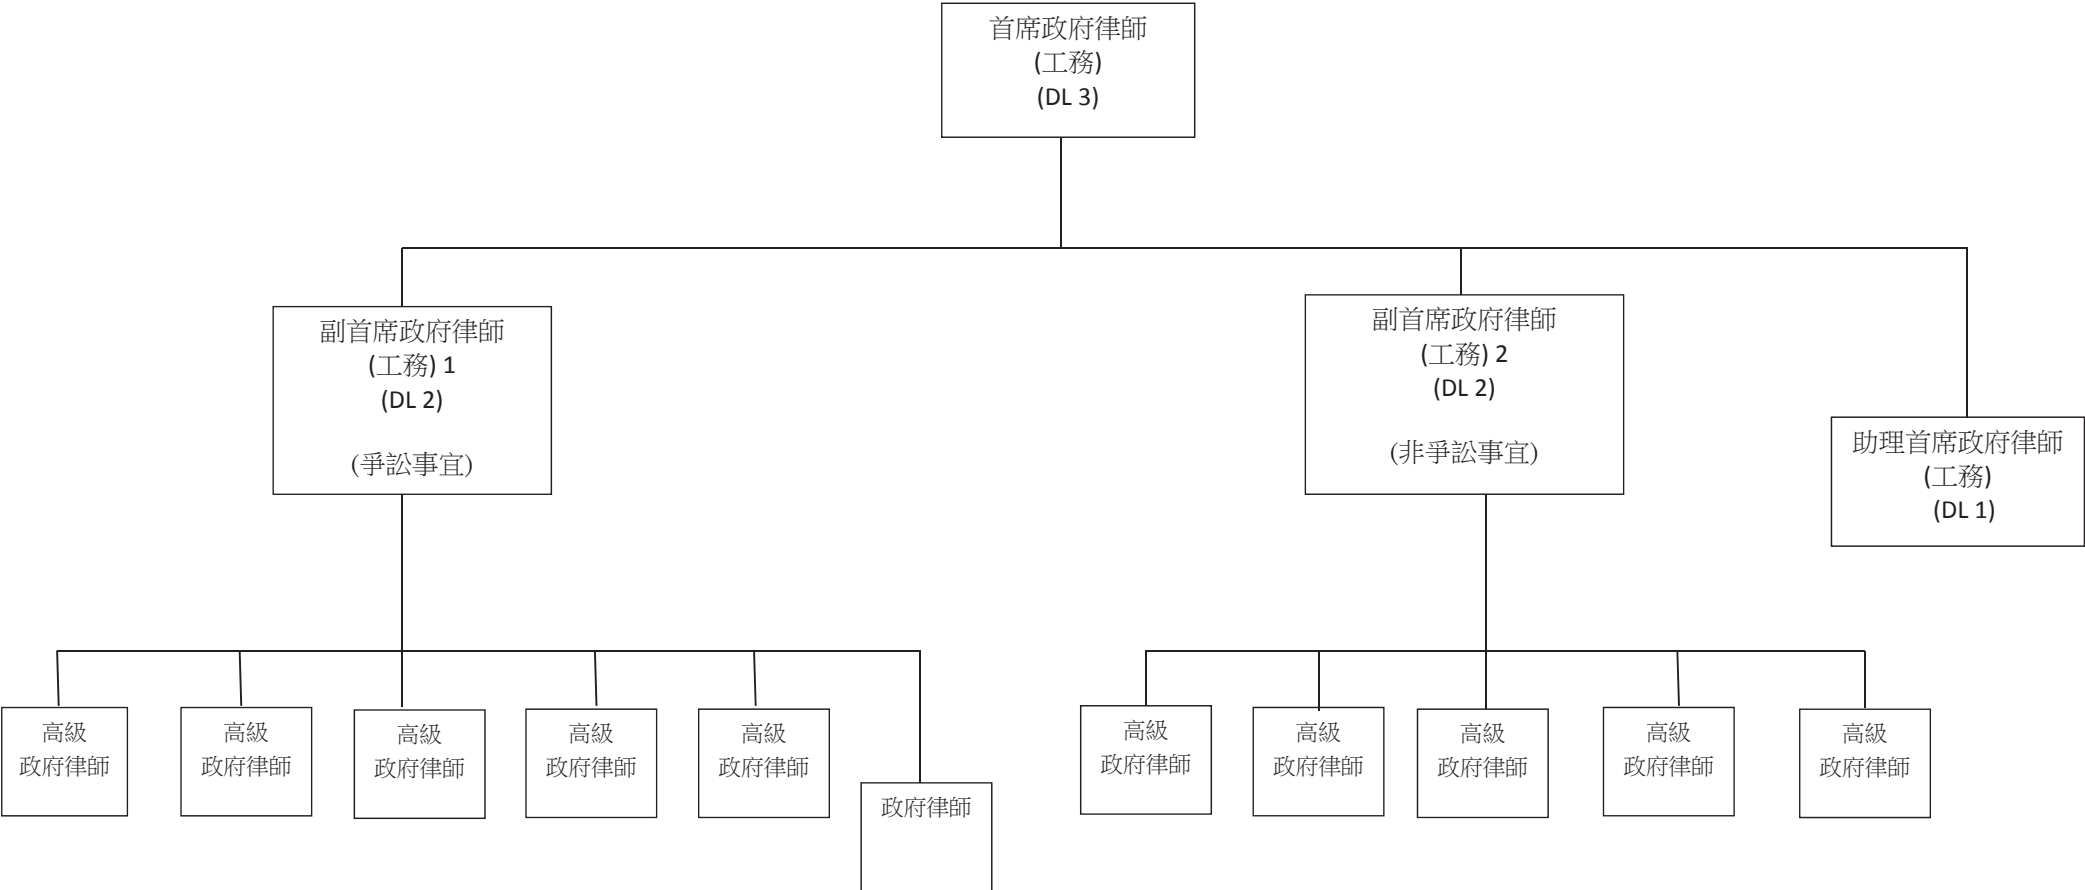 首席政府律師
(工務)
(DL 3)
副首席政府律師
(工務) 1
(DL 2)
(爭訟事宜)
副首席政府律師
(工務) 2
(DL 2)
(非爭訟事宜)
助理首席政府律師
(工務)
(DL 1)
高級
政府律師
高級
政府律師
高級
政府律師
高級
政府律師
高級
政府律師
政府律師
高級
政府律師
高級
政府律師
高級
政府律師
高級
政府律師
高級
政府律師